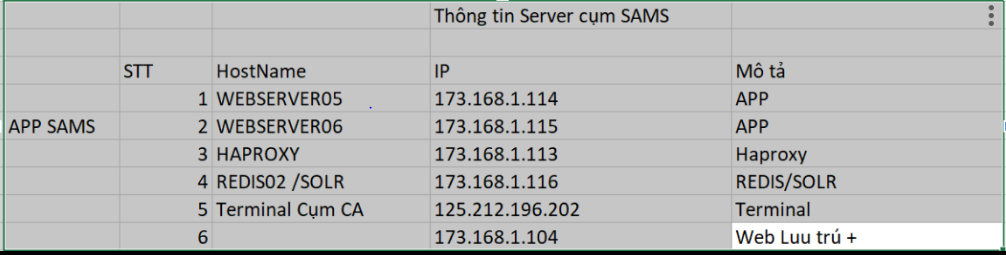 Thông tin Server cụm SAMS
STT HostName IP Mô tả
1 WEBSERVER05 173.168.1.114 APP
APP SAMS 2 WEBSERVER06 173.168.1.115 APP
3 HAPROXY 173.168.1.113 Haproxy
4 REDIS02 /SOLR 173.168.1.116 REDIS/SOLR
5 Terminal Cụm CA 125.212.196.202 Terminal
6 173.168.1.104 Web Luu trú +